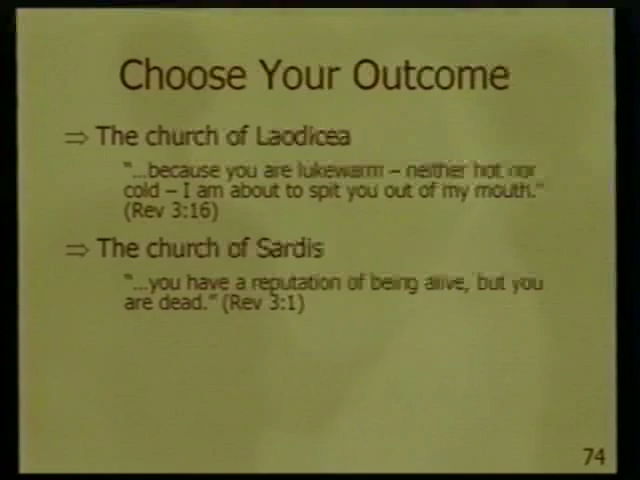 Choose Your Outcome
⇒ The church of Laodicea
"...because you are lukewarm – neither hot nor
cold – I am about to spit you out of my mouth."
(Rev 3:16)
⇒ The church of Sardis
"...you have a reputation of being alive, but you
are dead." (Rev 3:1)
74